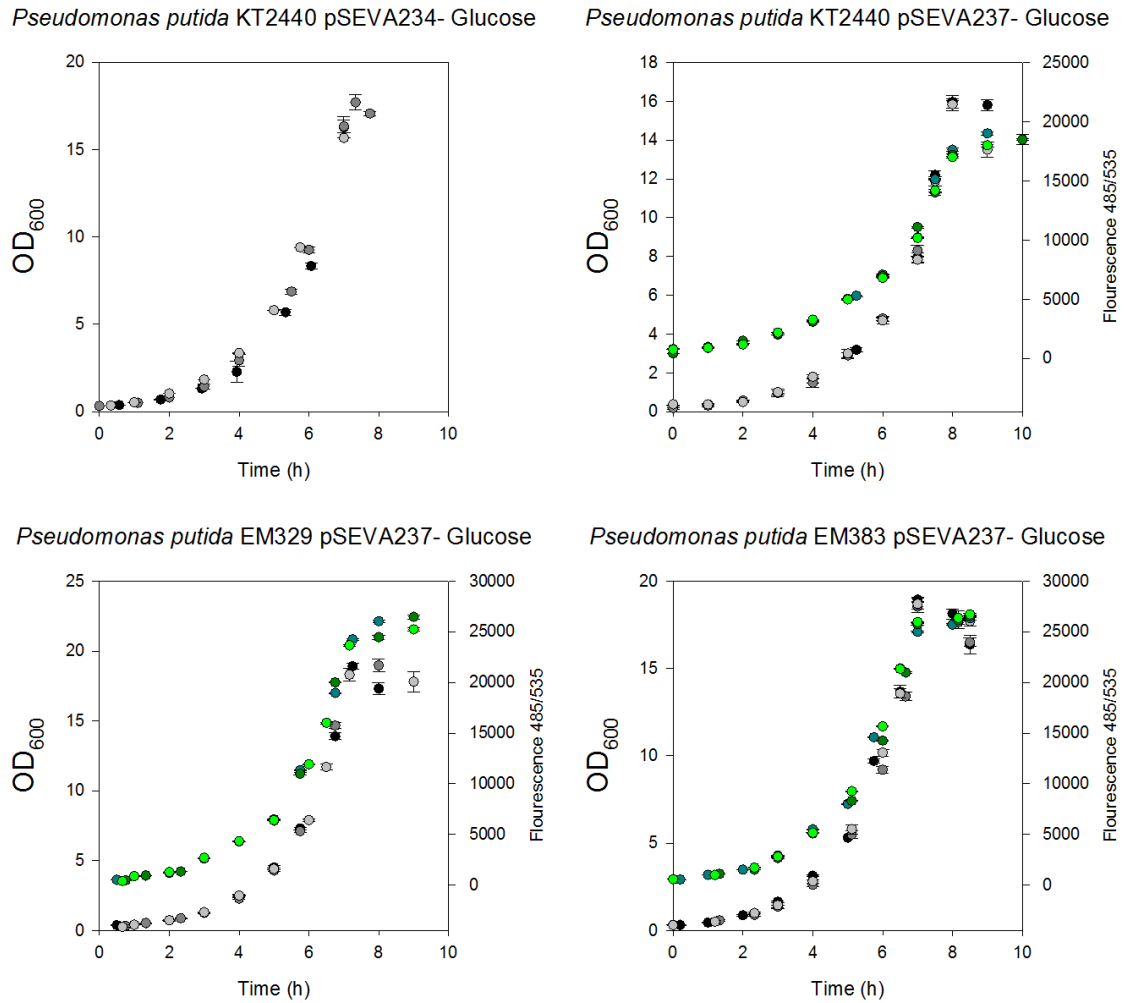 Pseudomonas putida KT2440 pSEVA234- Glucose
Pseudomonas putida KT2440 pSEVA237- Glucose
20
15
10
5
0
OD600
0 2 4 6 8 10
Time (h)
18
16
14
12
10
8
6
4
2
0
OD600
25000
20000
15000
10000
5000
0
Flourescence 485/535
0 2 4 6 8 10
Time (h)
Pseudomonas putida EM329 pSEVA237- Glucose
Pseudomonas putida EM383 pSEVA237- Glucose
25
20
15
10
5
0
OD600
30000
25000
20000
15000
10000
5000
0
Flourescence 485/535
0 2 4 6 8 10
Time (h)
20
15
10
5
0
OD600
30000
25000
20000
15000
10000
5000
0
Flourescence 485/535
0 2 4 6 8 10
Time (h)